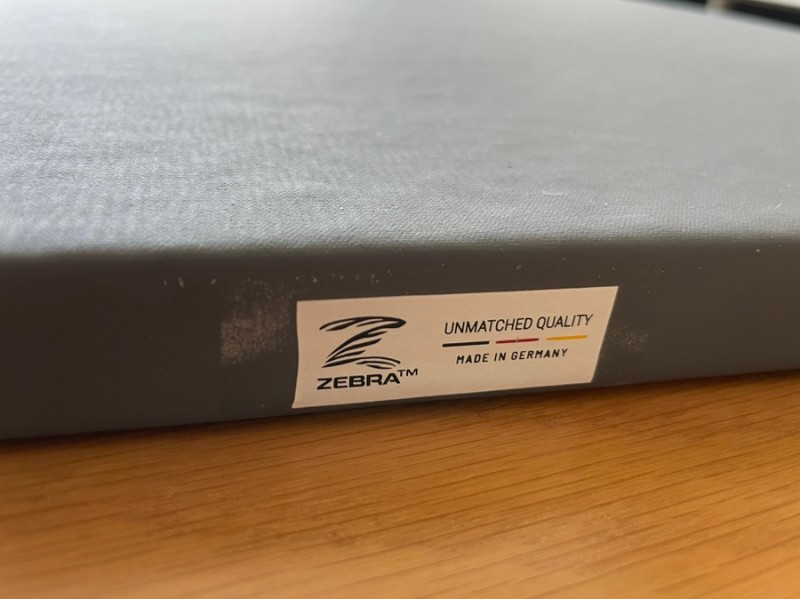 ZEBRA™
UNMATCHED QUALITY
MADE IN GERMANY